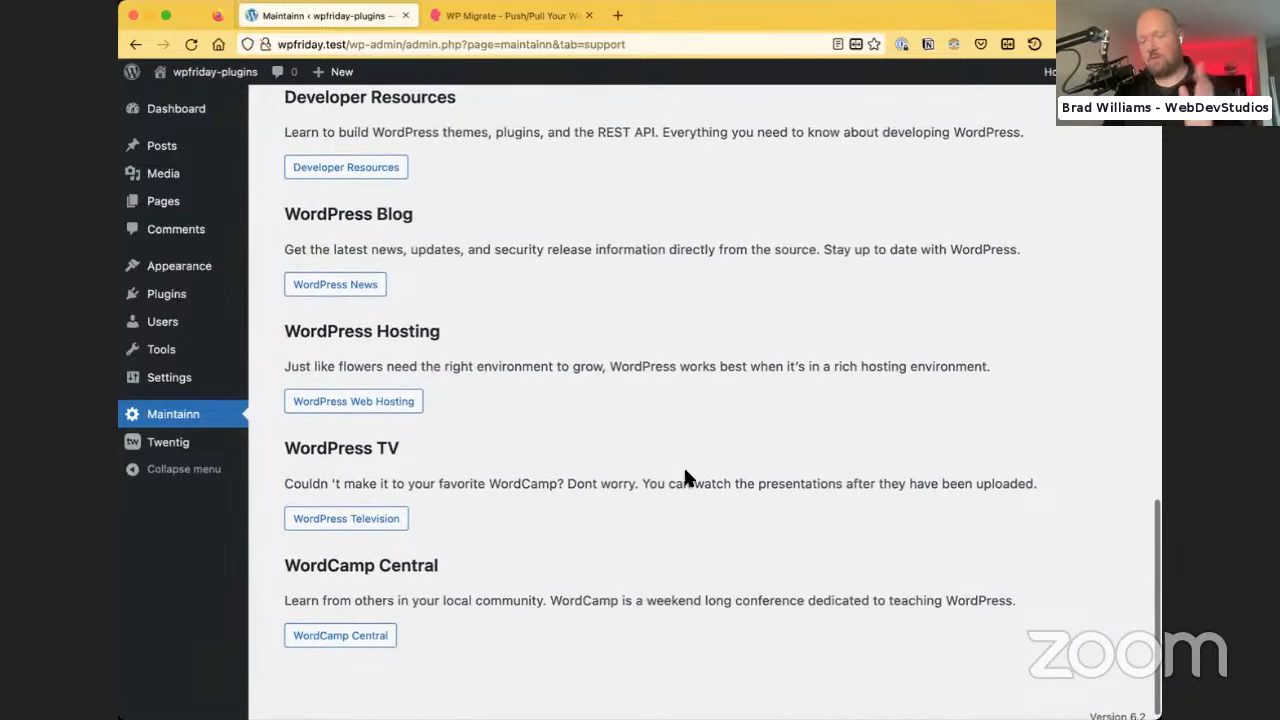 Maintainn ‹ wpfriday-plugins —
WP Migrate - Push/Pull Your Wo
wpfriday.test/wp-admin/admin.php?page=maintainn&tab=support
wpfriday-plugins
0
New
Ho
Brad Williams - WebDevStudios
Dashboard
Posts
Media
Pages
Comments
Appearance
Plugins
Users
Tools
Settings
Maintainn
tw
Twentig
Collapse menu
Developer Resources
Learn to build WordPress themes, plugins, and the REST API. Everything you need to know about developing WordPress.
Developer Resources
WordPress Blog
Get the latest news, updates, and security release information directly from the source. Stay up to date with WordPress.
WordPress News
WordPress Hosting
Just like flowers need the right environment to grow, WordPress works best when it's in a rich hosting environment.
WordPress Web Hosting
WordPress TV
Couldn 't make it to your favorite WordCamp? Dont worry. You can watch the presentations after they have been uploaded.
WordPress Television
WordCamp Central
Learn from others in your local community. WordCamp is a weekend long conference dedicated to teaching WordPress.
WordCamp Central
zoom
Version 6.2